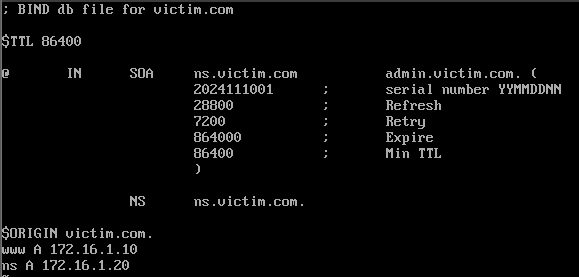 ; BIND db file for victim.com
$TTL 86400
@ IN SOA ns.victim.com admin.victim.com. (
2024111001 ; serial number YYMMDDNN
28800 ; Refresh
7200 ; Retry
864000 ; Expire
86400 ; Min TTL
)
NS ns.victim.com.
$ORIGIN victim.com.
www A 172.16.1.10
ns A 172.16.1.20